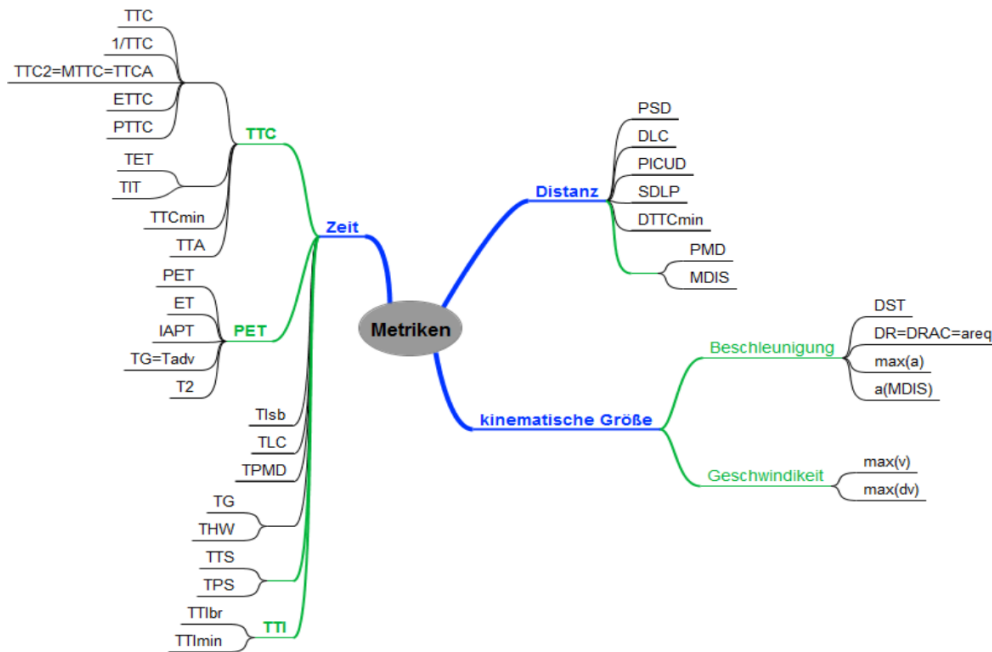 Metriken
Zeit
TTC
TTC
1/TTC
TTC2=MTTC=TTCA
ETTC
PTTC
TET
TIT
TTCmin
TTA
PET
PET
ET
IAPT
TG=Tadv
T2
TIsb
TLC
TPMD
TG
THW
TTS
TPS
TTI
TTIbr
TTImin
Distanz
PSD
DLC
PICUD
SDLP
DTTCmin
PMD
MDIS
kinematische Größe
Beschleunigung
DST
DR=DRAC=areq
max(a)
a(MDIS)
Geschwindikeit
max(v)
max(dv)